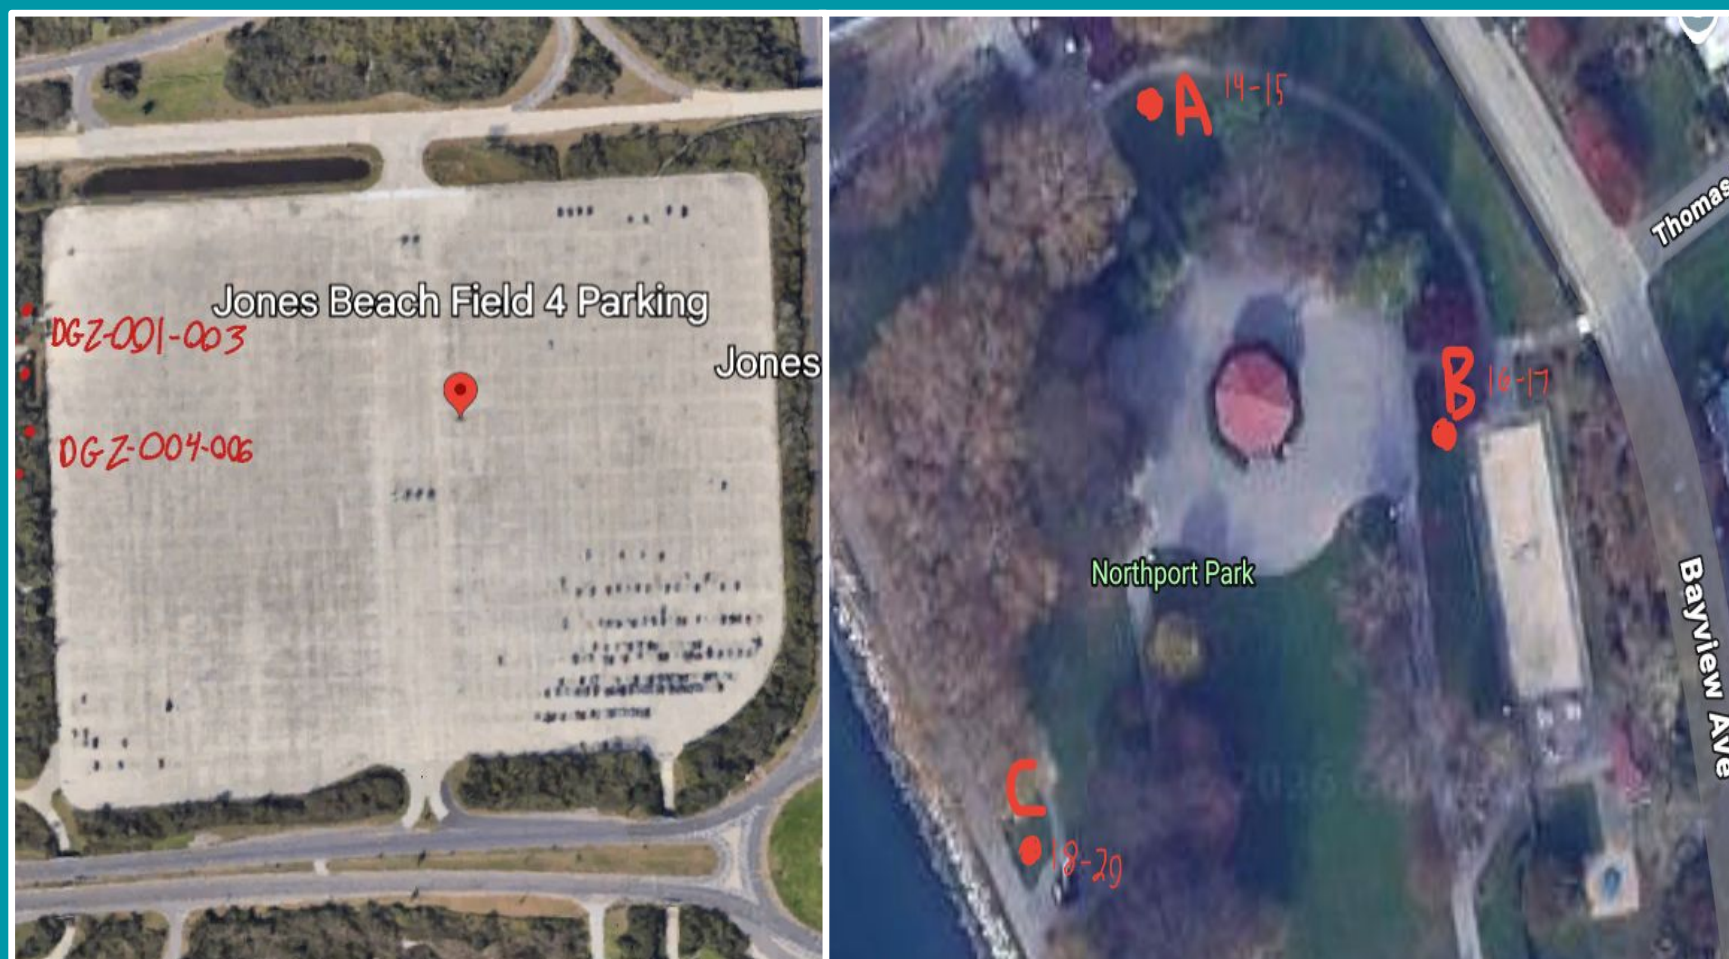 Jones Beach Field 4 Parking
DGZ-001-003
Jones
DGZ-004-006
A 14-15
Thomas
B 16-17
Northport Park
Bayview Ave
C
18-20